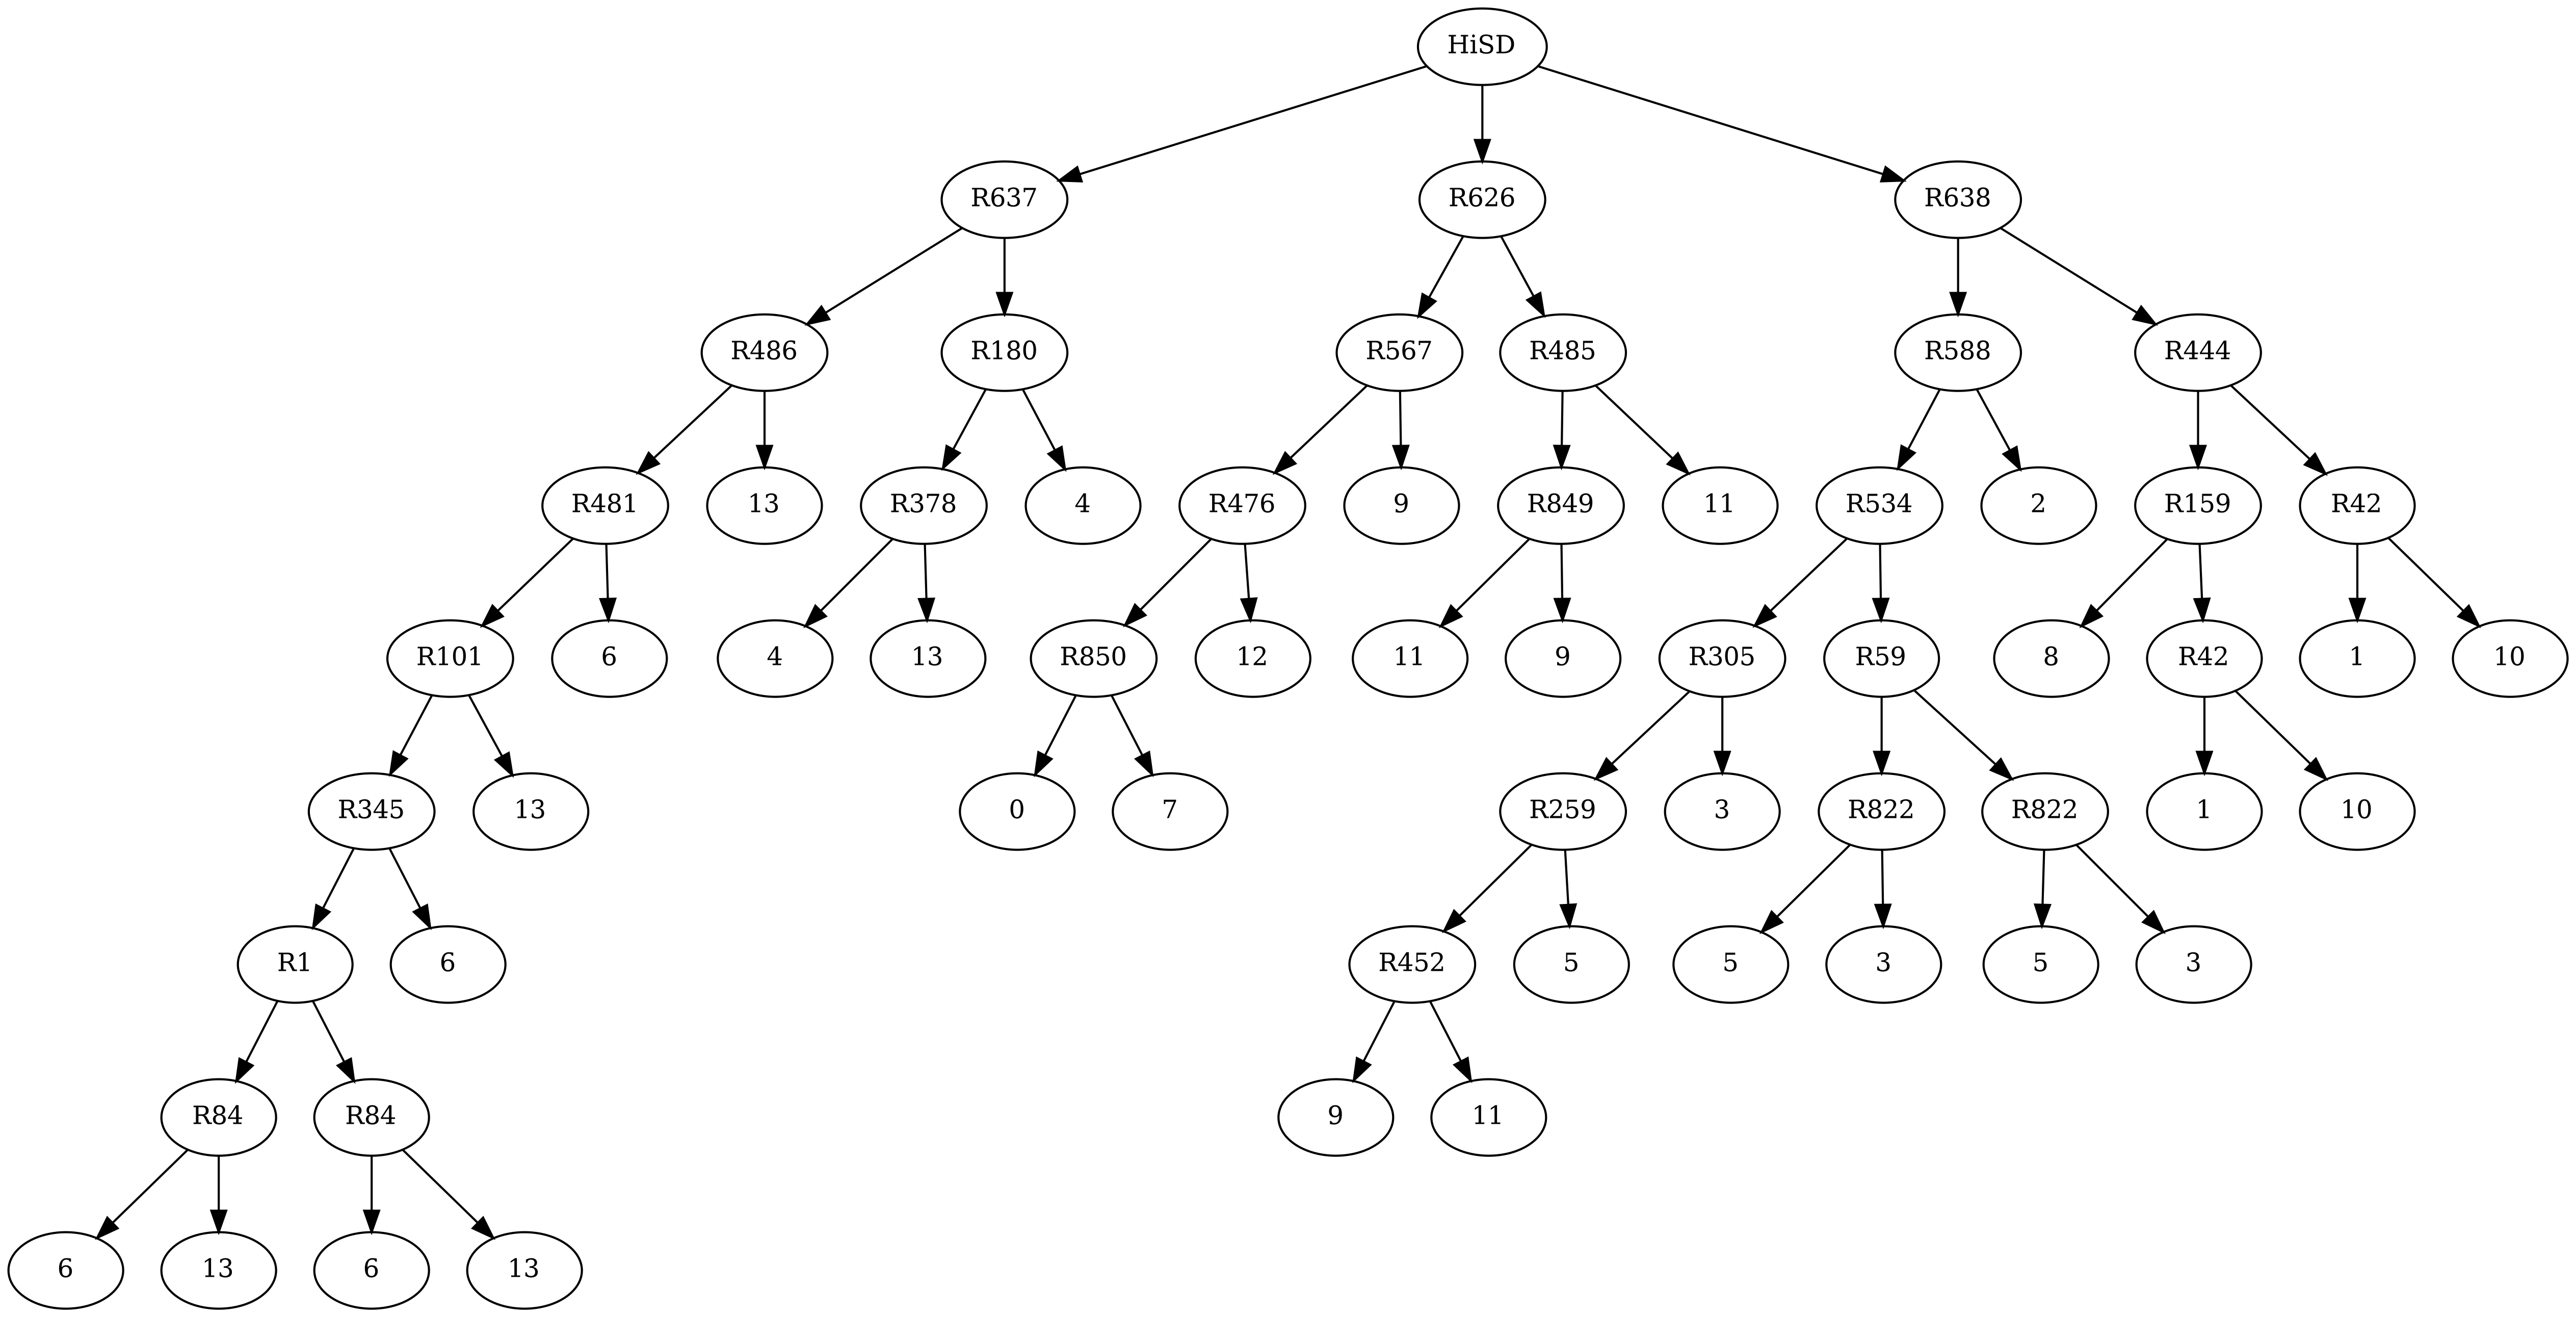 HiSD
R637 R626 R638
R486 R180 R567 R485 R588 R444
R481 13 R378 4 R476 9 R849 11 R534 2 R159 R42
R101 6 4 13 R850 12 11 9 R305 R59 8 R42 1 10
R345 13 0 7 R259 3 R822 R822 1 10
R1 6 R452 5 5 3 5 3
R84 R84 9 11
6 13 6 13